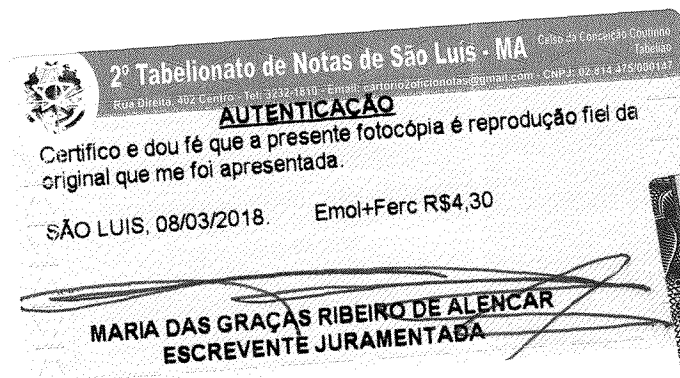 2º Tabelionato de Notas de São Luís - MA
Celso da Conceição Coutinho
Tabelião
Rua Direita, 402 Centro - Tel: 3232-1810 - Email: cartorio2oficionotas@gmail.com - CNPJ: 02.814.475/000147
AUTENTICAÇÃO
Certifico e dou fé que a presente fotocópia é reprodução fiel da
original que me foi apresentada.
SÃO LUIS, 08/03/2018. Emol+Ferc R$4,30
MARIA DAS GRAÇAS RIBEIRO DE ALENCAR
ESCREVENTE JURAMENTADA